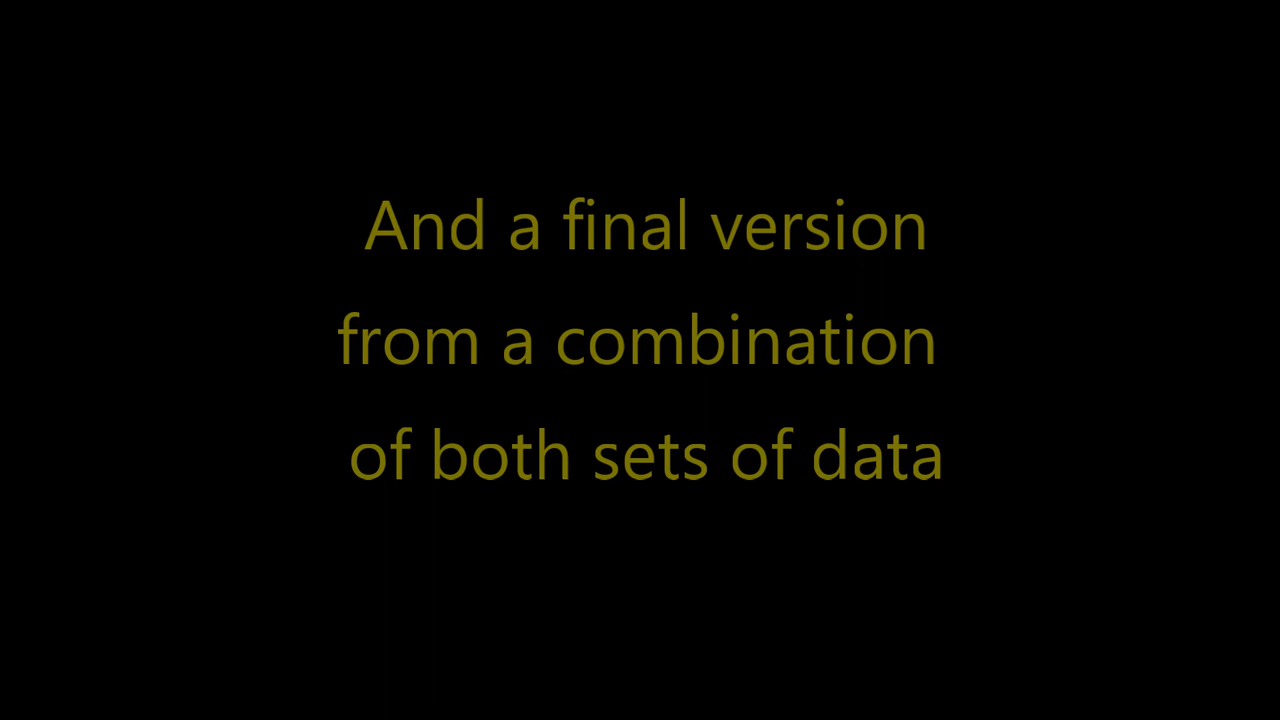 And a final version
from a combination
of both sets of data